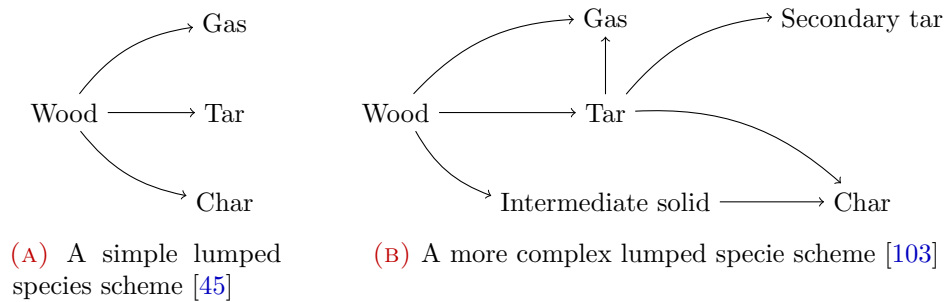 Gas
Wood
Tar
Char
(A) A simple lumped
species scheme [45]
Gas
Secondary tar
Wood
Tar
Intermediate solid
Char
(B) A more complex lumped specie scheme [103]